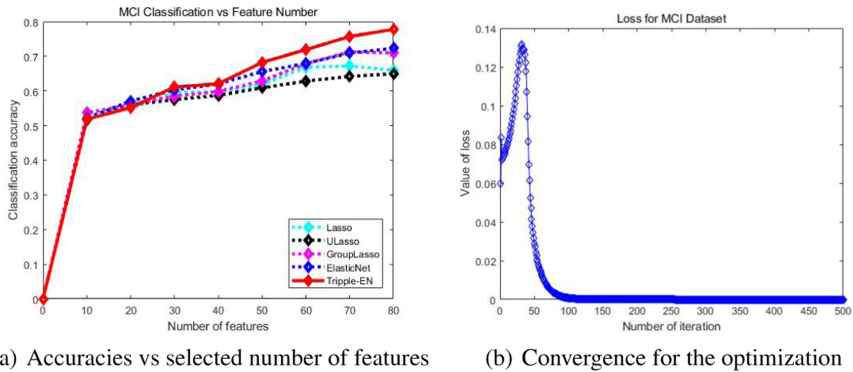 MCI Classification vs Feature Number
0.8
0.7
0.6
0.5
0.4
0.3
0.2
0.1
0
Classification accuracy
Lasso
ULasso
GroupLasso
ElasticNet
Tripple-EN
0 10 20 30 40 50 60 70 80
Number of features
a) Accuracies vs selected number of features
Loss for MCI Dataset
0.14
0.12
0.1
0.08
0.06
0.04
0.02
0
Value of loss
0 50 100 150 200 250 300 350 400 450 500
Number of iteration
(b) Convergence for the optimization